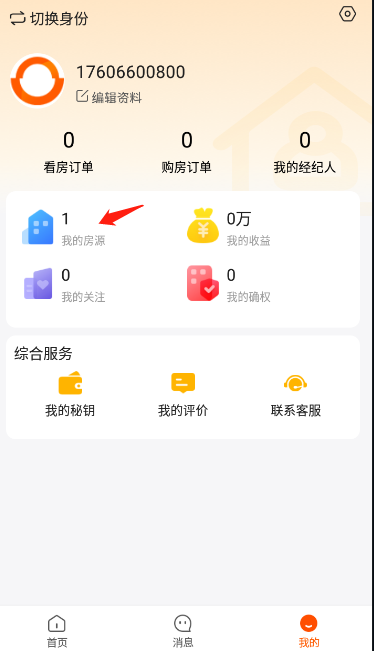 切换身份
17606600800
编辑资料
0 0 0
看房订单 购房订单 我的经纪人
1 0万
我的房源 我的收益
0 0
我的关注 我的确权
综合服务
我的秘钥 我的评价 联系客服
首页 消息 我的